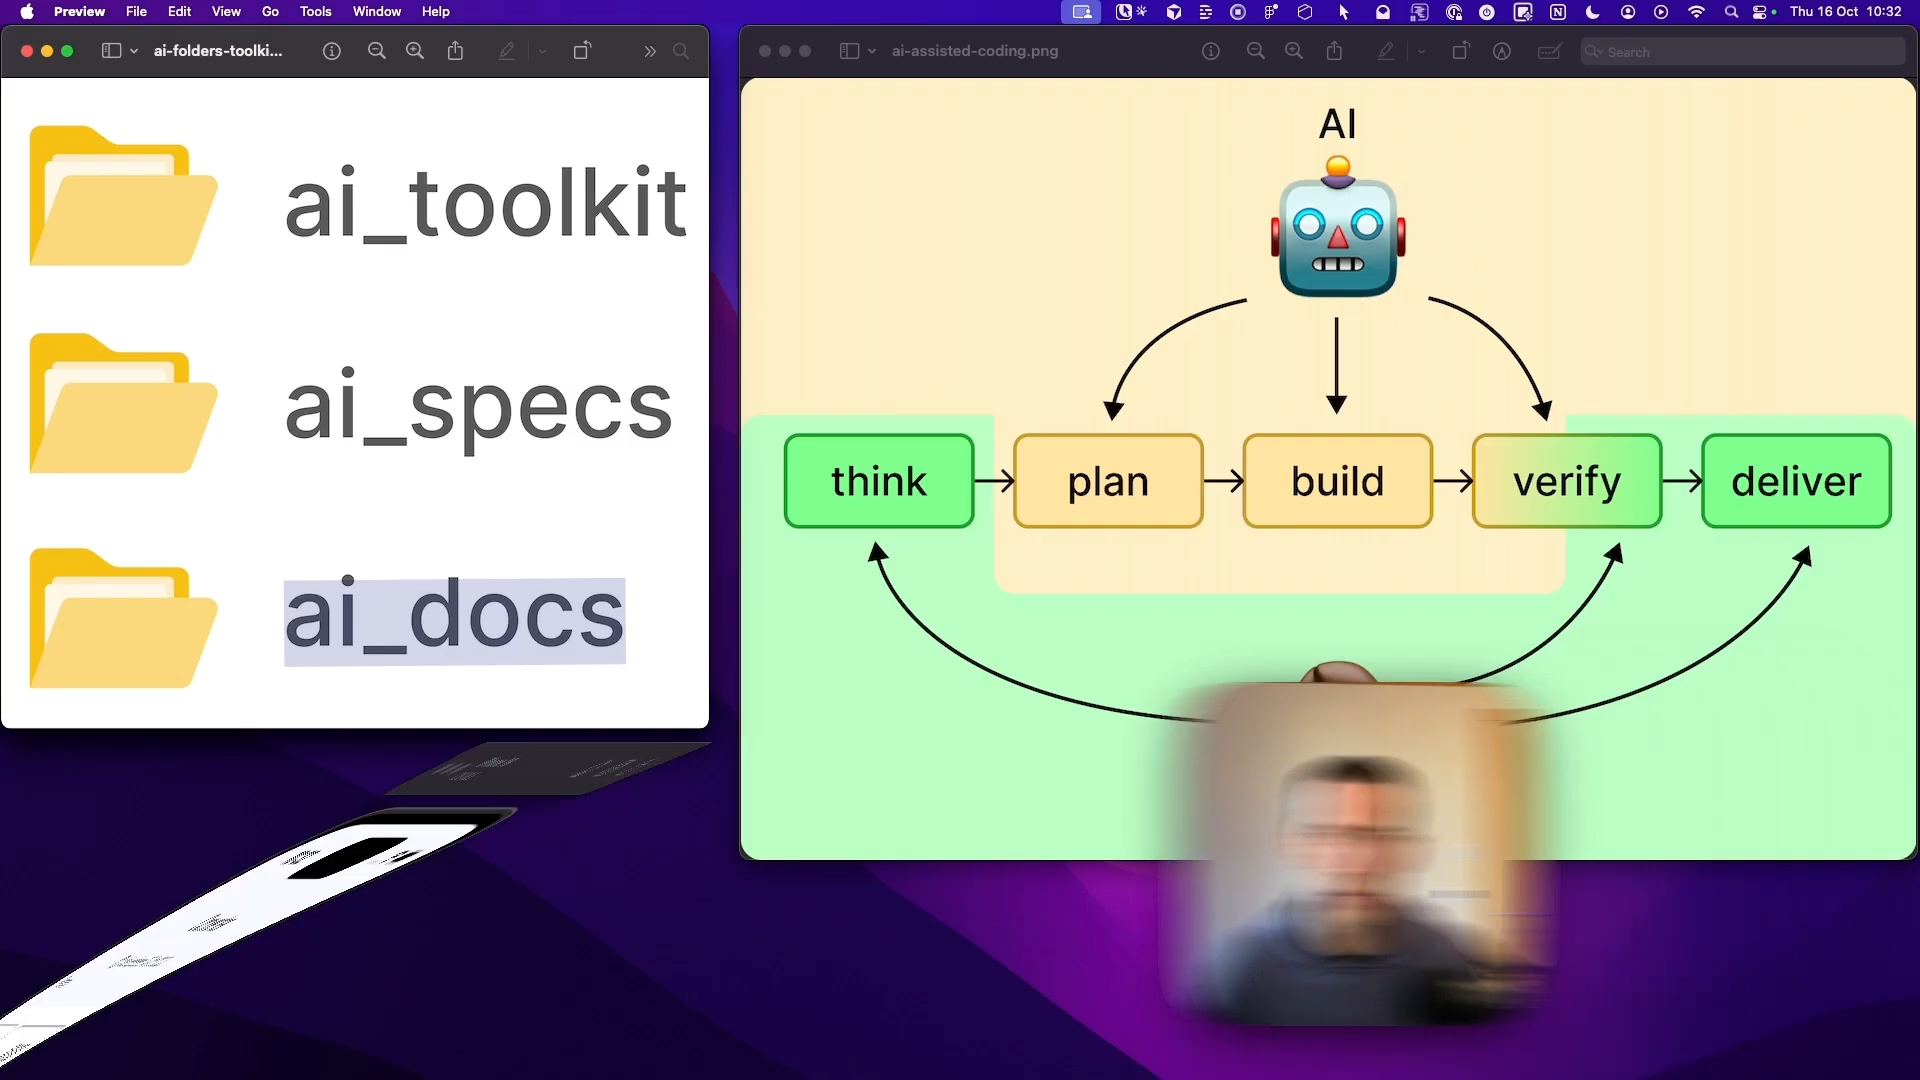 Preview File Edit View Go Tools Window Help
Thu 16 Oct 10:32
ai-folders-toolki...
ai_toolkit
ai_specs
ai_docs
ai-assisted-coding.png
Search
AI
think
plan
build
verify
deliver